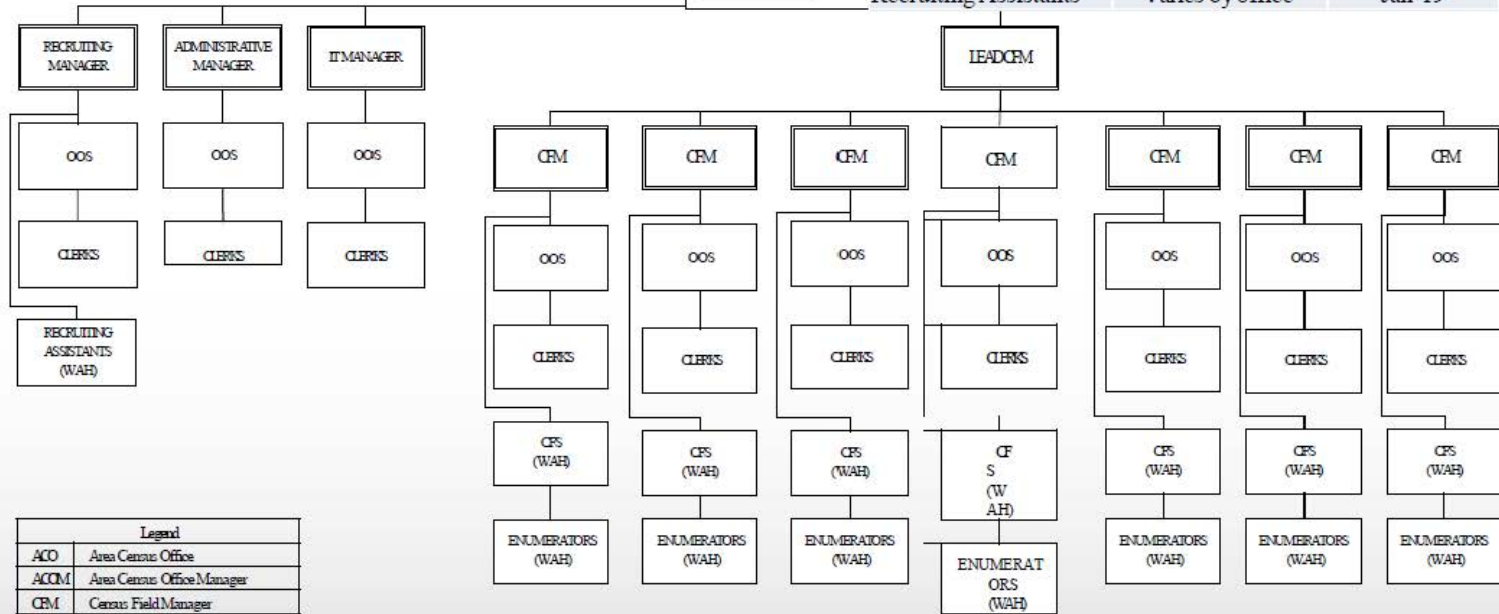 Recruiting Assistants Varies by office
RECRUITING
MANAGER
ADMINISTRATIVE
MANAGER
IT MANAGER
LEAD CFM
OOS
OOS
OOS
CFM
CFM
CFM
CFM
CFM
CFM
CFM
CLERKS
CLERKS
CLERKS
OOS
OOS
OOS
OOS
OOS
OOS
OOS
RECRUITING
ASSISTANTS
(WAH)
CLERKS
CLERKS
CLERKS
CLERKS
CLERKS
CLERKS
CLERKS
CFS
(WAH)
CFS
(WAH)
CFS
(WAH)
CF
S
(W
AH)
CFS
(WAH)
CFS
(WAH)
CFS
(WAH)
ENUMERATORS
(WAH)
ENUMERATORS
(WAH)
ENUMERATORS
(WAH)
ENUMERAT
ORS
(WAH)
ENUMERATORS
(WAH)
ENUMERATORS
(WAH)
ENUMERATORS
(WAH)
Legend
ACO Area Census Office
ACOM Area Census Office Manager
CFM Census Field Manager